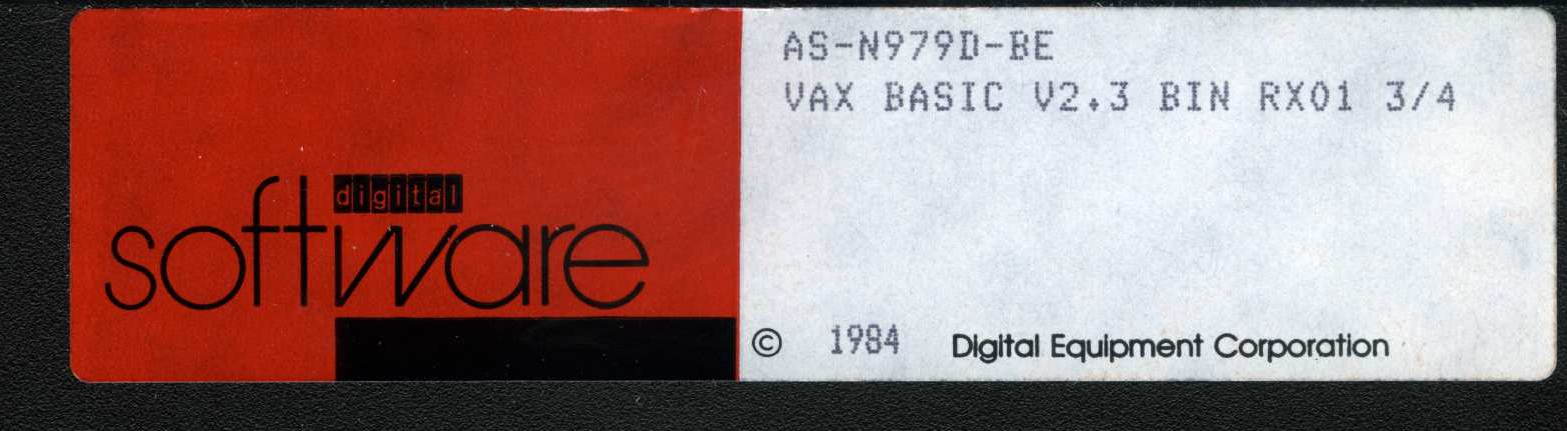 digital
software
AS-N979D-BE
VAX BASIC V2.3 BIN RX01 3/4
© 1984 Digital Equipment Corporation